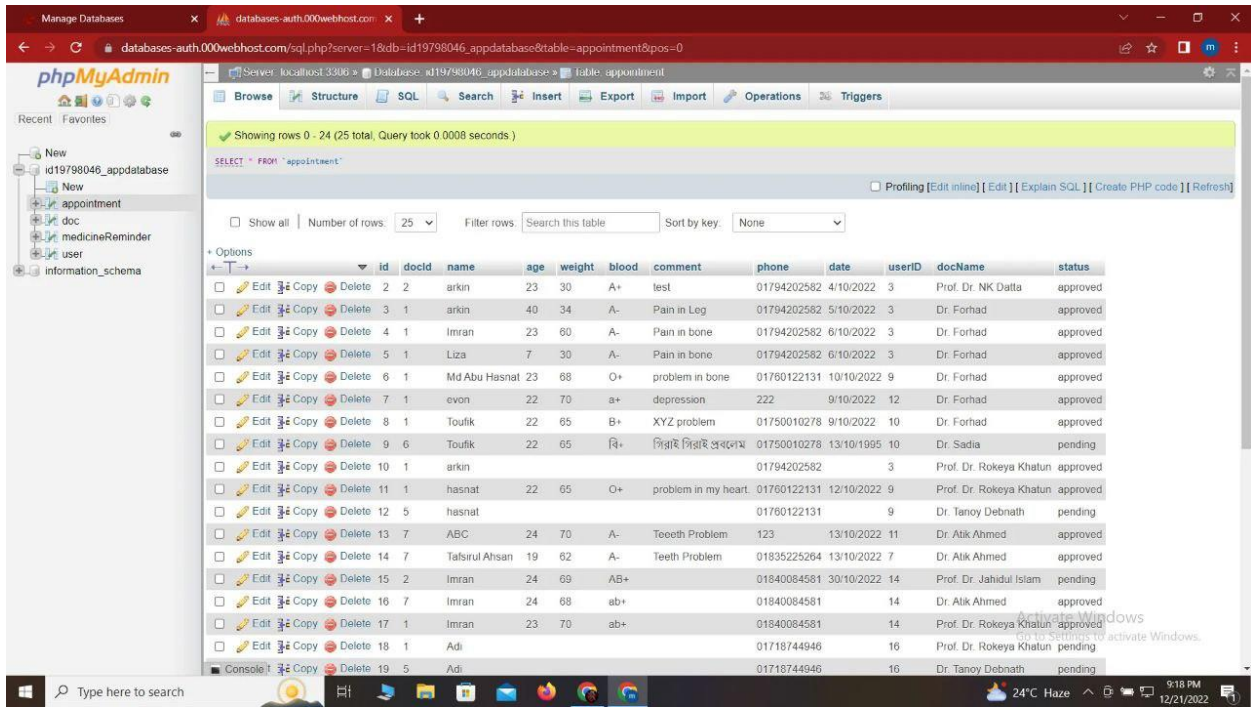 Manage Databases
databases-auth.000webhost.com
databases-auth.000webhost.com/sql.php?server=1&db=id19798046_appdatabase&table=appointment&pos=0
m
phpMyAdmin
Recent Favorites
New
id19798046_appdatabase
New
appointment
doc
medicineReminder
user
information_schema
Server: localhost:3306 » Database: id19798046_appdatabase » Table: appointment
Browse Structure SQL Search Insert Export Import Operations Triggers
Showing rows 0 - 24 (25 total, Query took 0.0008 seconds.)
SELECT * FROM `appointment`
Profiling [Edit inline] [ Edit ] [ Explain SQL ] [ Create PHP code ] [ Refresh]
Show all | Number of rows: 25 Filter rows: Search this table Sort by key: None
+ Options
←T→ id docId name age weight blood comment phone date userID docName status
Edit Copy Delete 2 2 arkin 23 30 A+ test 01794202582 4/10/2022 3 Prof. Dr. NK Datta approved
Edit Copy Delete 3 1 arkin 40 34 A- Pain in Leg 01794202582 5/10/2022 3 Dr. Forhad approved
Edit Copy Delete 4 1 Imran 23 60 A- Pain in bone 01794202582 6/10/2022 3 Dr. Forhad approved
Edit Copy Delete 5 1 Liza 7 30 A- Pain in bone 01794202582 6/10/2022 3 Dr. Forhad approved
Edit Copy Delete 6 1 Md Abu Hasnat 23 68 O+ problem in bone 01760122131 10/10/2022 9 Dr. Forhad approved
Edit Copy Delete 7 1 evon 22 70 a+ depression 222 9/10/2022 12 Dr. Forhad approved
Edit Copy Delete 8 1 Toufik 22 65 B+ XYZ problem 01750010278 9/10/2022 10 Dr. Forhad approved
Edit Copy Delete 9 6 Toufik 22 65 বি+ গিরাই গিরাই প্রবলেম 01750010278 13/10/1995 10 Dr. Sadia pending
Edit Copy Delete 10 1 arkin 01794202582 3 Prof. Dr. Rokeya Khatun approved
Edit Copy Delete 11 1 hasnat 22 65 O+ problem in my heart. 01760122131 12/10/2022 9 Prof. Dr. Rokeya Khatun approved
Edit Copy Delete 12 5 hasnat 01760122131 9 Dr. Tanoy Debnath pending
Edit Copy Delete 13 7 ABC 24 70 A- Teeeth Problem 123 13/10/2022 11 Dr. Atik Ahmed approved
Edit Copy Delete 14 7 Tafsirul Ahsan 19 62 A- Teeth Problem 01835225264 13/10/2022 7 Dr. Atik Ahmed approved
Edit Copy Delete 15 2 Imran 24 69 AB+ 01840084581 30/10/2022 14 Prof. Dr. Jahidul Islam pending
Edit Copy Delete 16 7 Imran 24 68 ab+ 01840084581 14 Dr. Atik Ahmed approved
Edit Copy Delete 17 1 Imran 23 70 ab+ 01840084581 14 Prof. Dr. Rokeya Khatun approved
Edit Copy Delete 18 1 Adi 01718744946 16 Prof. Dr. Rokeya Khatun pending
Console Copy Delete 19 5 Adi 01718744946 16 Dr. Tanoy Debnath pending
Activate Windows
Go to Settings to activate Windows.
Type here to search
24°C Haze
9:18 PM
12/21/2022
1